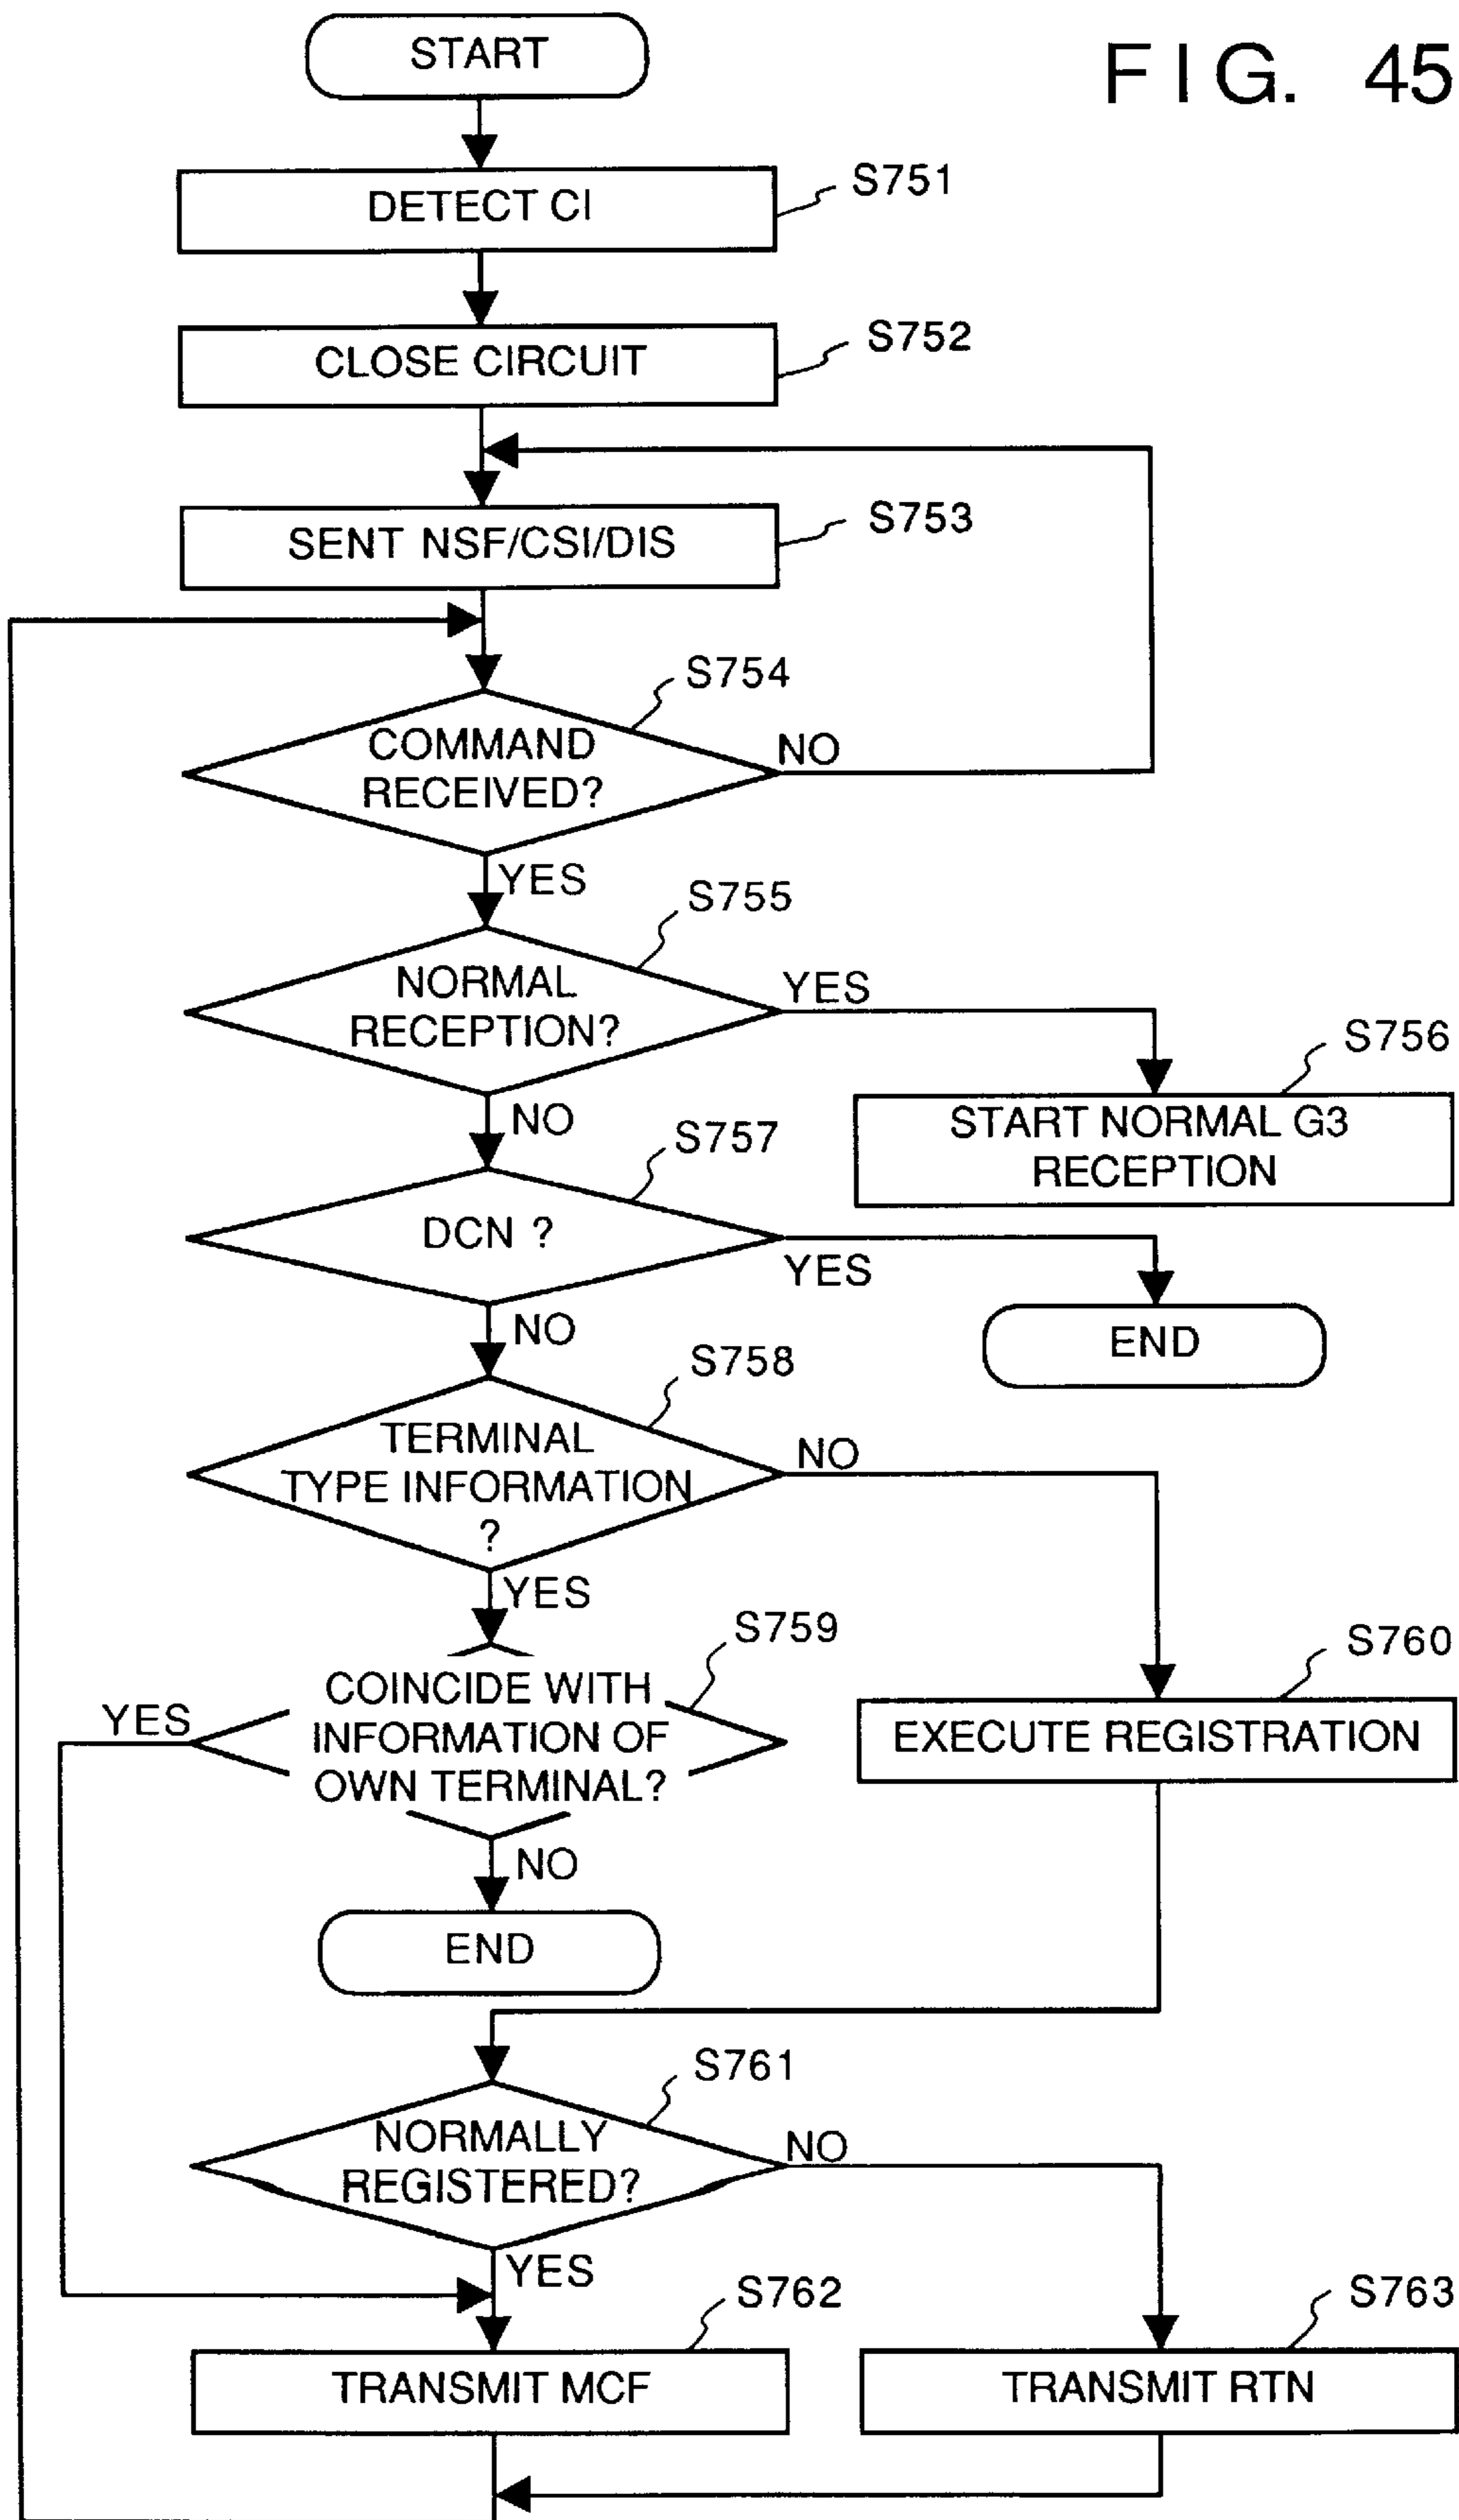 START
FIG. 45
DETECT CI
S751
CLOSE CIRCUIT
S752
SENT NSF/CSI/DIS
S753
S754
COMMAND
RECEIVED?
NO
YES
S755
NORMAL
RECEPTION?
YES
S756
START NORMAL G3
RECEPTION
NO
S757
DCN ?
YES
END
NO
S758
TERMINAL
TYPE INFORMATION
?
NO
YES
S759
COINCIDE WITH
INFORMATION OF
OWN TERMINAL?
YES
S760
EXECUTE REGISTRATION
NO
END
S761
NORMALLY
REGISTERED?
NO
YES
S762
TRANSMIT MCF
S763
TRANSMIT RTN